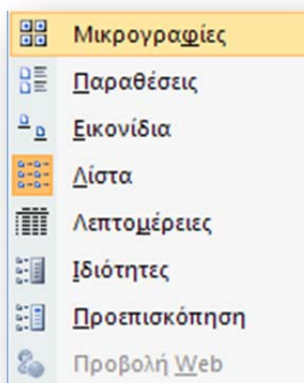 Μικρογραφίες
Παραθέσεις
Εικονίδια
Λίστα
Λεπτομέρειες
Ιδιότητες
Προεπισκόπηση
Προβολή Web